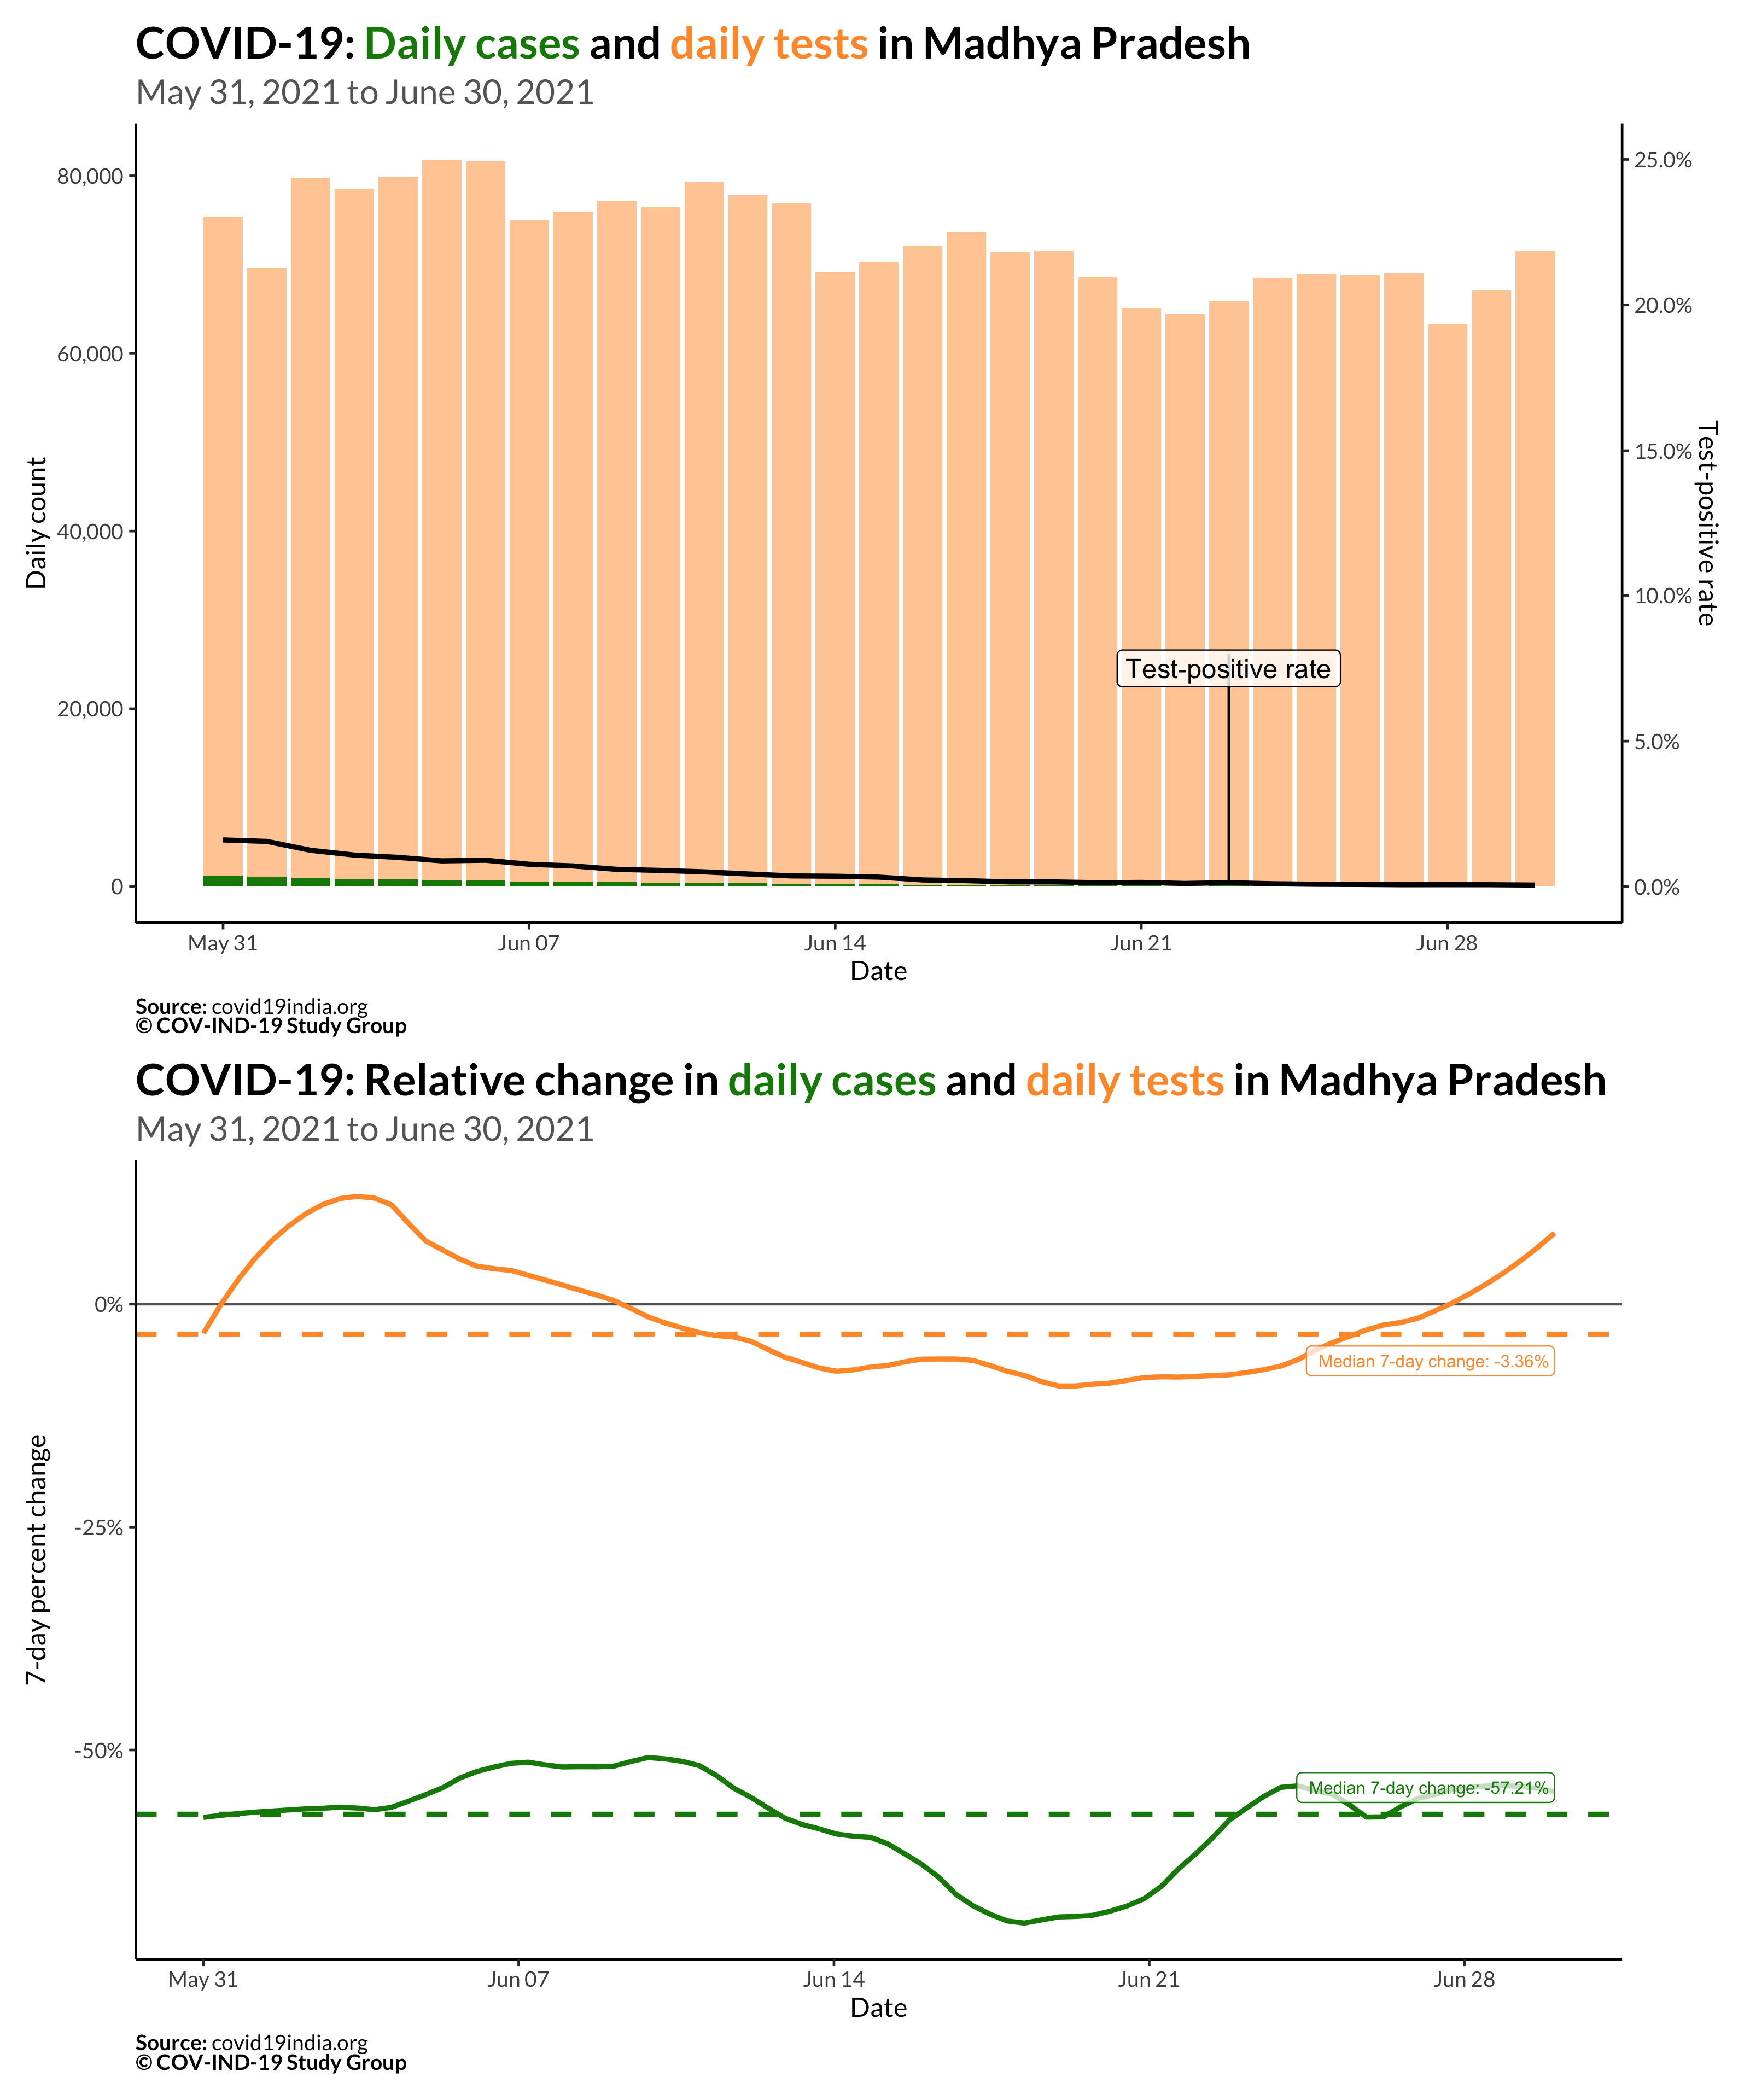 COVID-19: Daily cases and daily tests in Madhya Pradesh
May 31, 2021 to June 30, 2021
Daily count
80,000
60,000
40,000
20,000
0
25.0%
20.0%
15.0%
10.0%
5.0%
0.0%
Test-positive rate
Test-positive rate
May 31
Jun 07
Jun 14
Jun 21
Jun 28
Date
Source: covid19india.org
© COV-IND-19 Study Group
COVID-19: Relative change in daily cases and daily tests in Madhya Pradesh
May 31, 2021 to June 30, 2021
7-day percent change
0%
-25%
-50%
Median 7-day change: -3.36%
Median 7-day change: -57.21%
May 31
Jun 07
Jun 14
Jun 21
Jun 28
Date
Source: covid19india.org
© COV-IND-19 Study Group